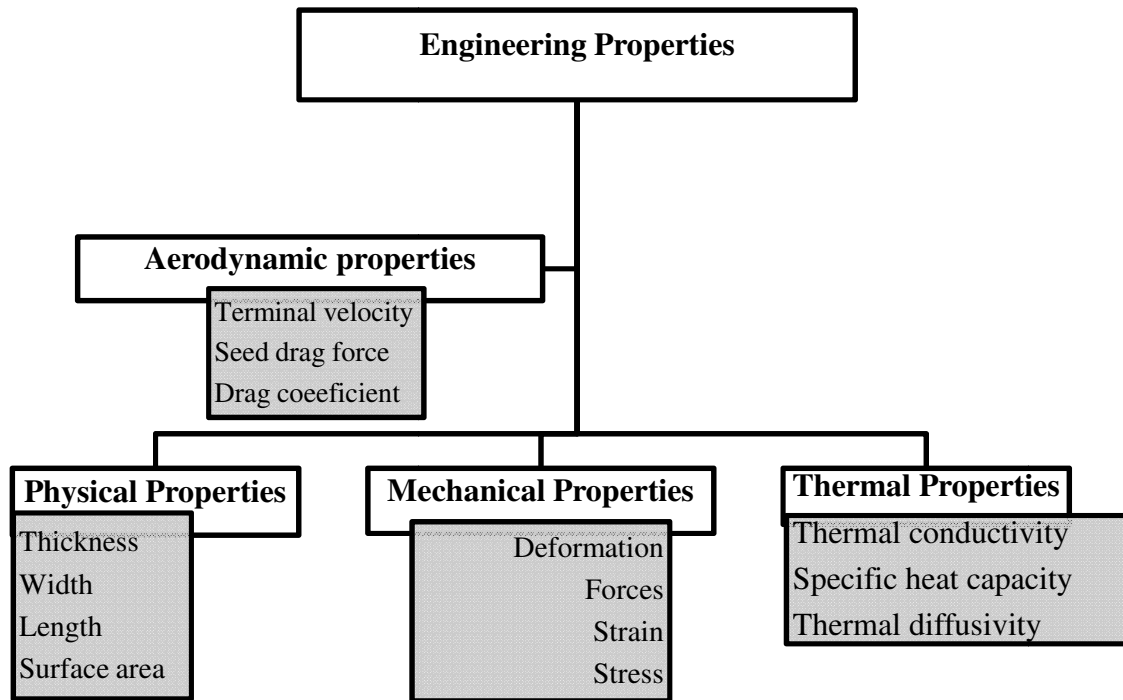 Engineering Properties
Aerodynamic properties
Terminal velocity
Seed drag force
Drag coeeficient
Physical Properties
Thickness
Width
Length
Surface area
Mechanical Properties
Deformation
Forces
Strain
Stress
Thermal Properties
Thermal conductivity
Specific heat capacity
Thermal diffusivity